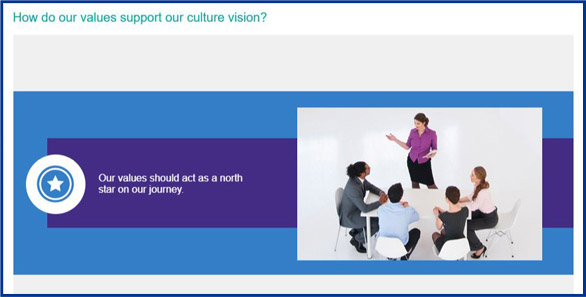 How do our values support our culture vision?
Our values should act as a north
star on our journey.